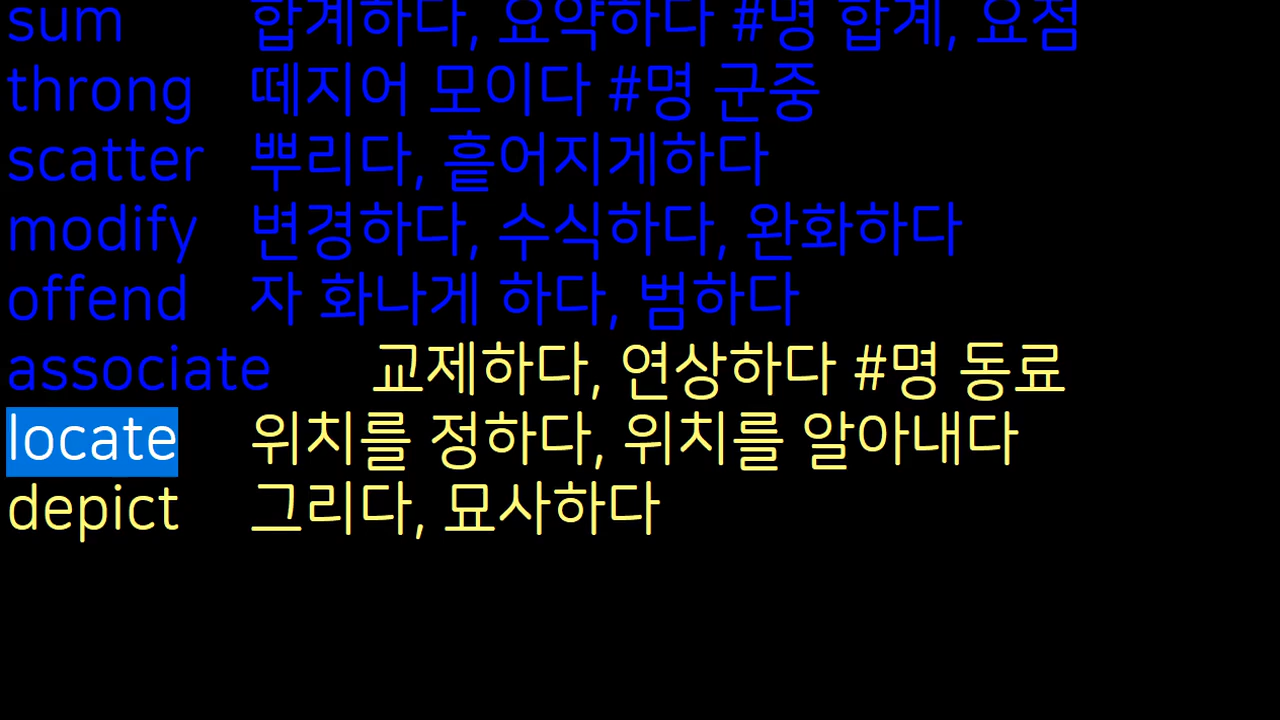 sum 합계하다, 요약하다 #명 합계, 요점
throng 떼지어 모이다 #명 군중
scatter 뿌리다, 흩어지게하다
modify 변경하다, 수식하다, 완화하다
offend 자 화나게 하다, 범하다
associate 교제하다, 연상하다 #명 동료
locate 위치를 정하다, 위치를 알아내다
depict 그리다, 묘사하다